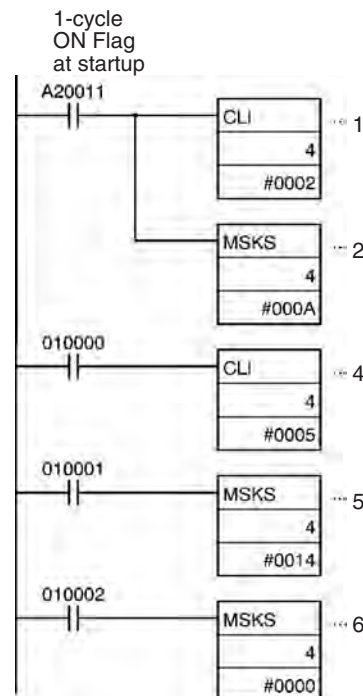 1-cycle
ON Flag
at startup
A20011
CLI
4
#0002
1
MSKS
4
#000A
2
010000
CLI
4
#0005
4
010001
MSKS
4
#0014
5
010002
MSKS
4
#0000
6